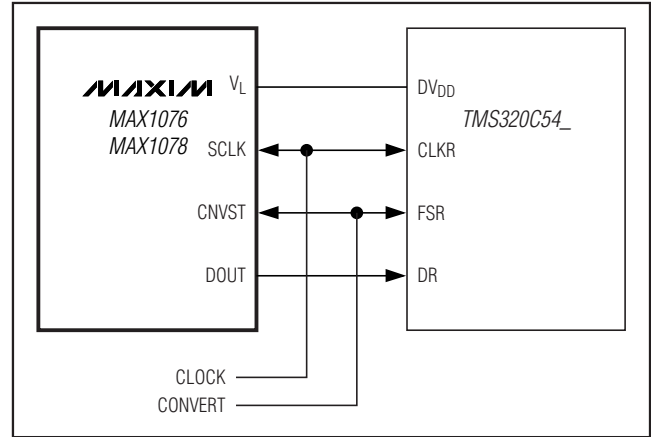 MAXIM
MAX1076
MAX1078
VL
SCLK
CNVST
DOUT
DVDD
TMS320C54_
CLKR
FSR
DR
CLOCK
CONVERT